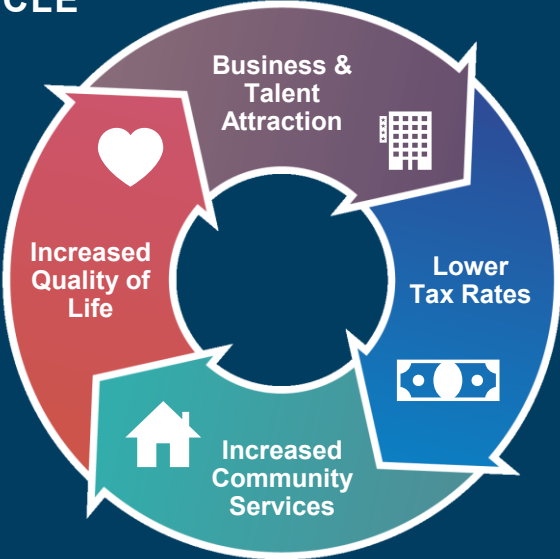 CLE
Business &
Talent
Attraction
Lower
Tax Rates
Increased
Community
Services
Increased
Quality of
Life